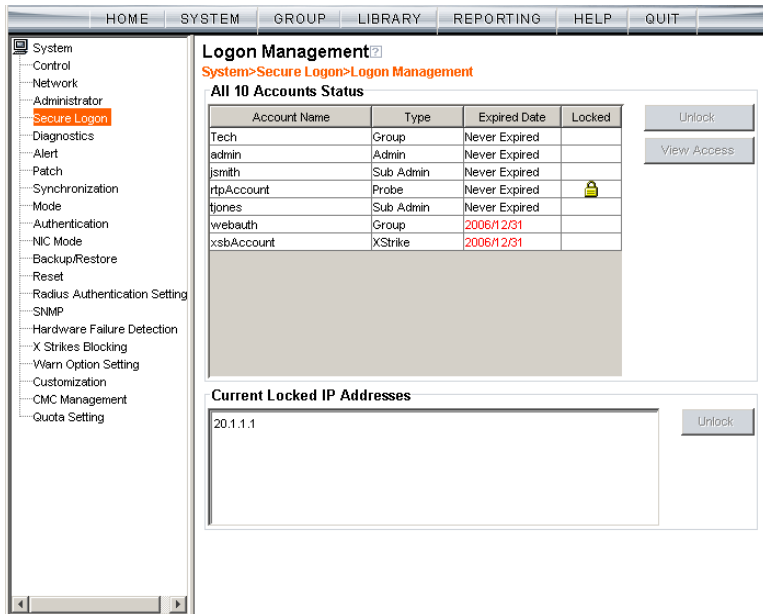 HOME SYSTEM GROUP LIBRARY REPORTING HELP QUIT
System
Control
Network
Administrator
Secure Logon
Diagnostics
Alert
Patch
Synchronization
Mode
Authentication
NIC Mode
Backup/Restore
Reset
Radius Authentication Setting
SNMP
Hardware Failure Detection
X Strikes Blocking
Warn Option Setting
Customization
CMC Management
Quota Setting
Logon Management ?
System>Secure Logon>Logon Management
All 10 Accounts Status
Account Name Type Expired Date Locked
Tech Group Never Expired
admin Admin Never Expired
jsmith Sub Admin Never Expired
rtpAccount Probe Never Expired
tjones Sub Admin Never Expired
webauth Group 2006/12/31
xsbAccount XStrike 2006/12/31
Unlock
View Access
Current Locked IP Addresses
20.1.1.1
Unlock